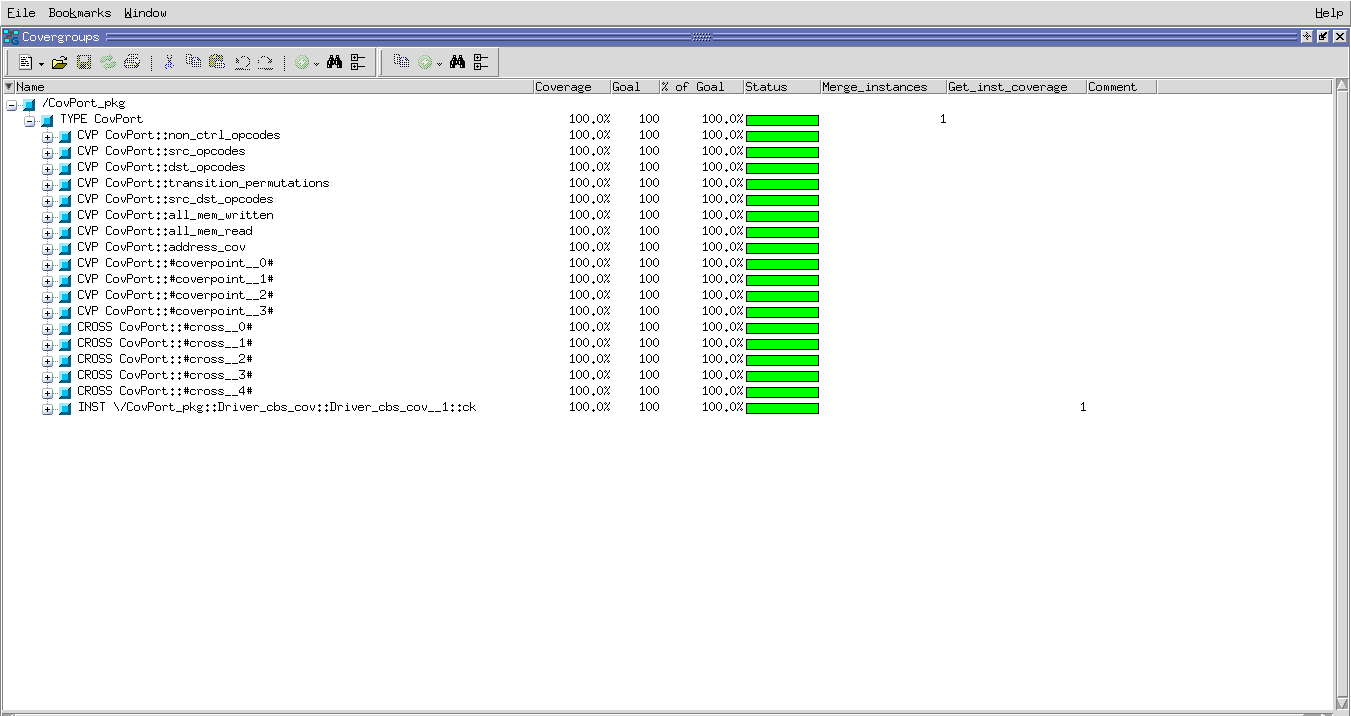 File Bookmarks Window Help
Covergroups
Name Coverage Goal % of Goal Status Merge_instances Get_inst_coverage Comment
/CovPort_pkg
TYPE CovPort 100.0% 100 100.0% 1
CVP CovPort::non_ctrl_opcodes 100.0% 100 100.0%
CVP CovPort::src_opcodes 100.0% 100 100.0%
CVP CovPort::dst_opcodes 100.0% 100 100.0%
CVP CovPort::transition_permutations 100.0% 100 100.0%
CVP CovPort::src_dst_opcodes 100.0% 100 100.0%
CVP CovPort::all_mem_written 100.0% 100 100.0%
CVP CovPort::all_mem_read 100.0% 100 100.0%
CVP CovPort::address_cov 100.0% 100 100.0%
CVP CovPort::#coverpoint__0# 100.0% 100 100.0%
CVP CovPort::#coverpoint__1# 100.0% 100 100.0%
CVP CovPort::#coverpoint__2# 100.0% 100 100.0%
CVP CovPort::#coverpoint__3# 100.0% 100 100.0%
CROSS CovPort::#cross__0# 100.0% 100 100.0%
CROSS CovPort::#cross__1# 100.0% 100 100.0%
CROSS CovPort::#cross__2# 100.0% 100 100.0%
CROSS CovPort::#cross__3# 100.0% 100 100.0%
CROSS CovPort::#cross__4# 100.0% 100 100.0%
INST \/CovPort_pkg::Driver_cbs_cov::Driver_cbs_cov__1::ck 100.0% 100 100.0% 1